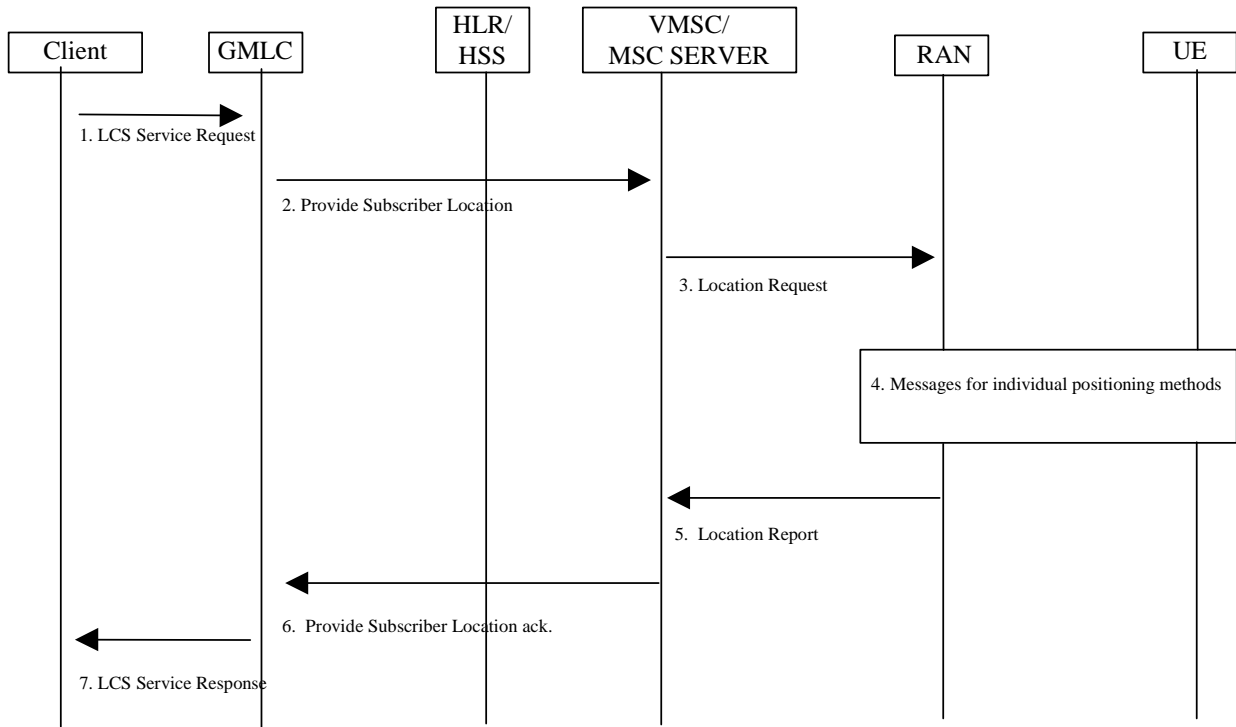 Client
GMLC
HLR/
HSS
VMSC/
MSC SERVER
RAN
UE
1. LCS Service Request
2. Provide Subscriber Location
3. Location Request
4. Messages for individual positioning methods
5. Location Report
6. Provide Subscriber Location ack.
7. LCS Service Response